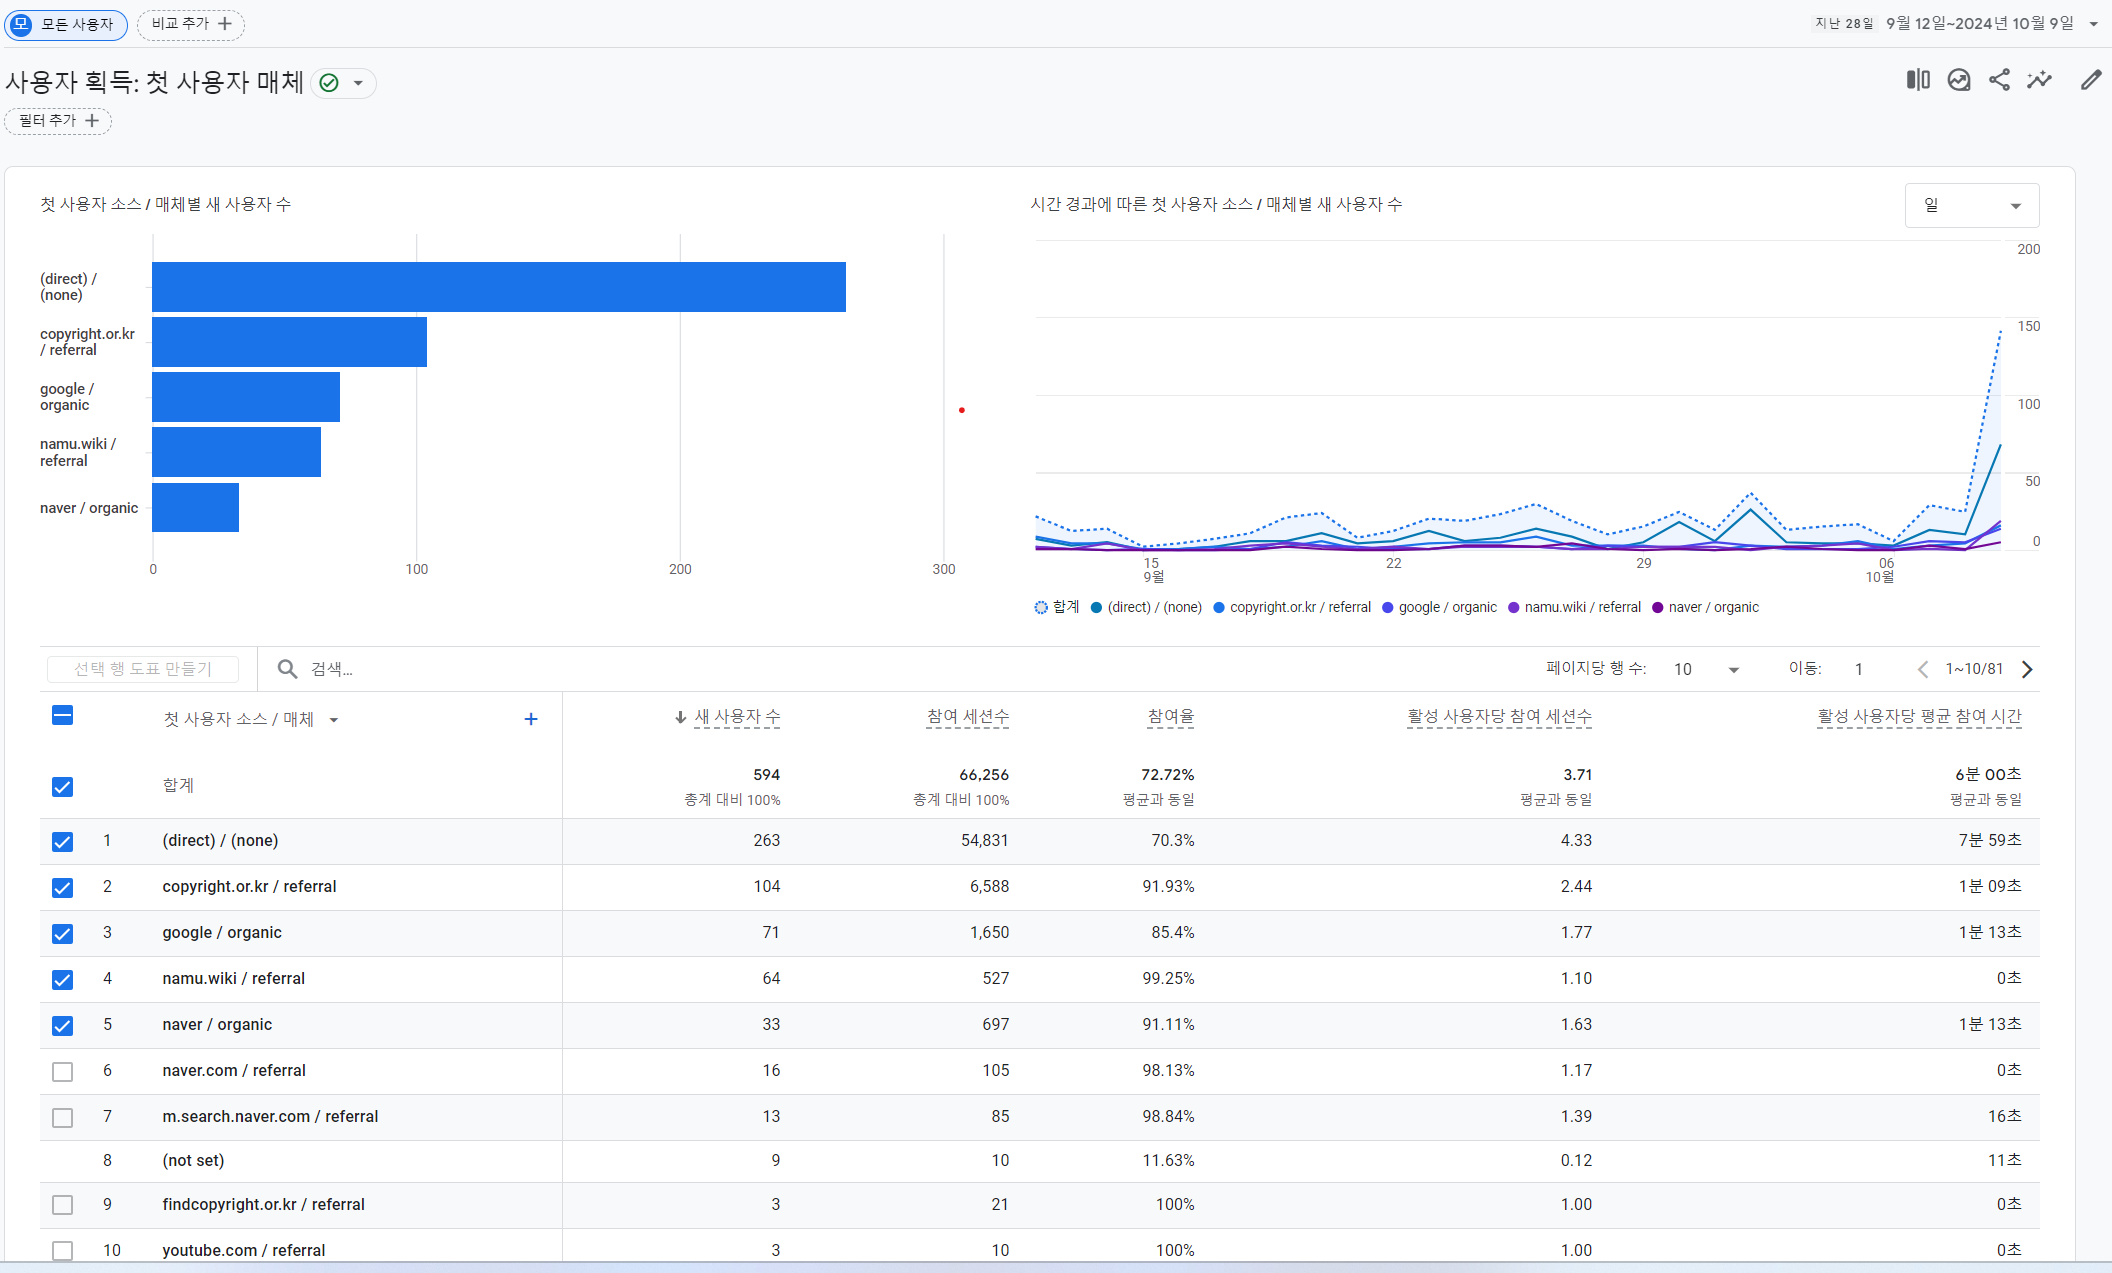 모 모든 사용자 비교 추가 지난 28일 9월 12일~2024년 10월 9일
사용자 획득: 첫 사용자 매체
필터 추가
첫 사용자 소스 / 매체별 새 사용자 수
(direct) /
(none)
copyright.or.kr
/ referral
google /
organic
namu.wiki /
referral
naver / organic
0 100 200 300
시간 경과에 따른 첫 사용자 소스 / 매체별 새 사용자 수
일
200
150
100
50
0
15 22 29 06
9월 10월
합계 (direct) / (none) copyright.or.kr / referral google / organic namu.wiki / referral naver / organic
선택 행 도표 만들기 검색... 페이지당 행 수: 10 이동: 1 1~10/81
첫 사용자 소스 / 매체 + 새 사용자 수 참여 세션수 참여율 활성 사용자당 참여 세션수 활성 사용자당 평균 참여 시간
합계 594 66,256 72.72% 3.71 6분 00초
총계 대비 100% 총계 대비 100% 평균과 동일 평균과 동일 평균과 동일
1 (direct) / (none) 263 54,831 70.3% 4.33 7분 59초
2 copyright.or.kr / referral 104 6,588 91.93% 2.44 1분 09초
3 google / organic 71 1,650 85.4% 1.77 1분 13초
4 namu.wiki / referral 64 527 99.25% 1.10 0초
5 naver / organic 33 697 91.11% 1.63 1분 13초
6 naver.com / referral 16 105 98.13% 1.17 0초
7 m.search.naver.com / referral 13 85 98.84% 1.39 16초
8 (not set) 9 10 11.63% 0.12 11초
9 findcopyright.or.kr / referral 3 21 100% 1.00 0초
10 youtube.com / referral 3 10 100% 1.00 0초